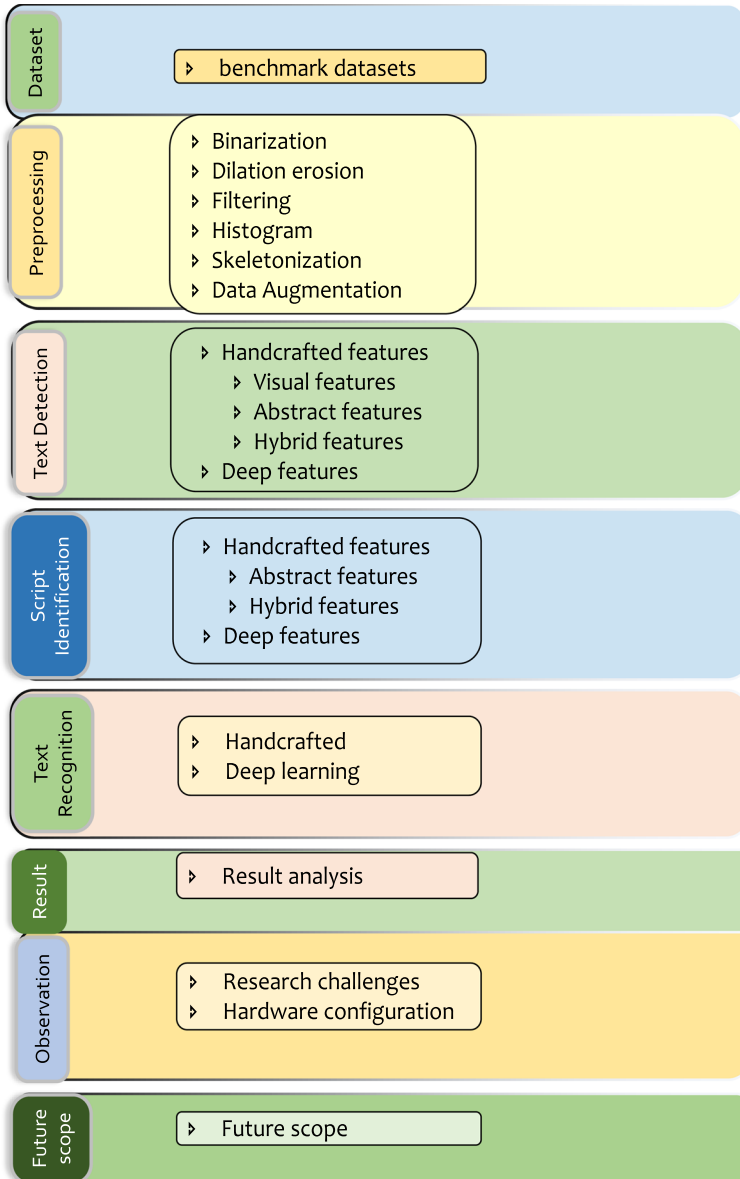 Dataset
benchmark datasets
Preprocessing
Binarization
Dilation erosion
Filtering
Histogram
Skeletonization
Data Augmentation
Text Detection
Handcrafted features
Visual features
Abstract features
Hybrid features
Deep features
Script
Identification
Handcrafted features
Abstract features
Hybrid features
Deep features
Text
Recognition
Handcrafted
Deep learning
Result
Result analysis
Observation
Research challenges
Hardware configuration
Future
scope
Future scope